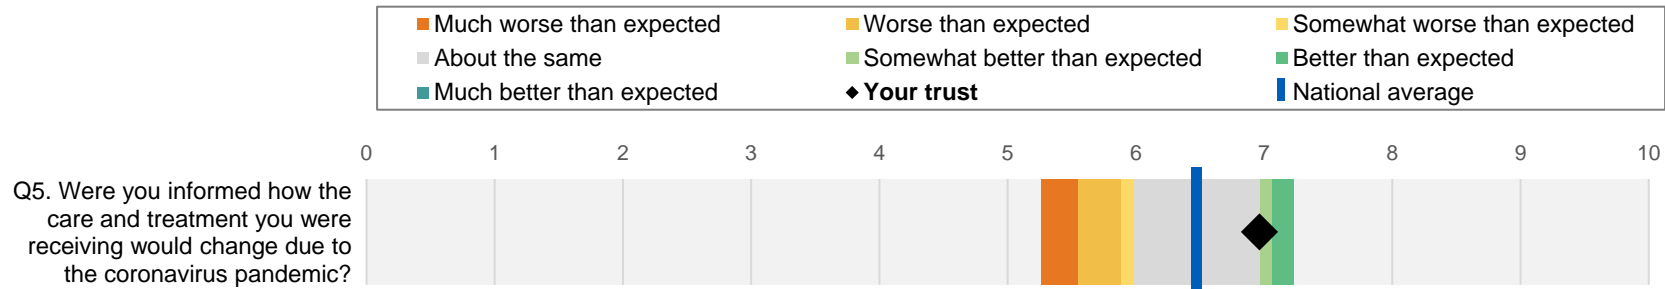 Much worse than expected
Worse than expected
Somewhat worse than expected
About the same
Somewhat better than expected
Better than expected
Much better than expected
Your trust
National average
0 1 2 3 4 5 6 7 8 9 10
Q5. Were you informed how the
care and treatment you were
receiving would change due to
the coronavirus pandemic?